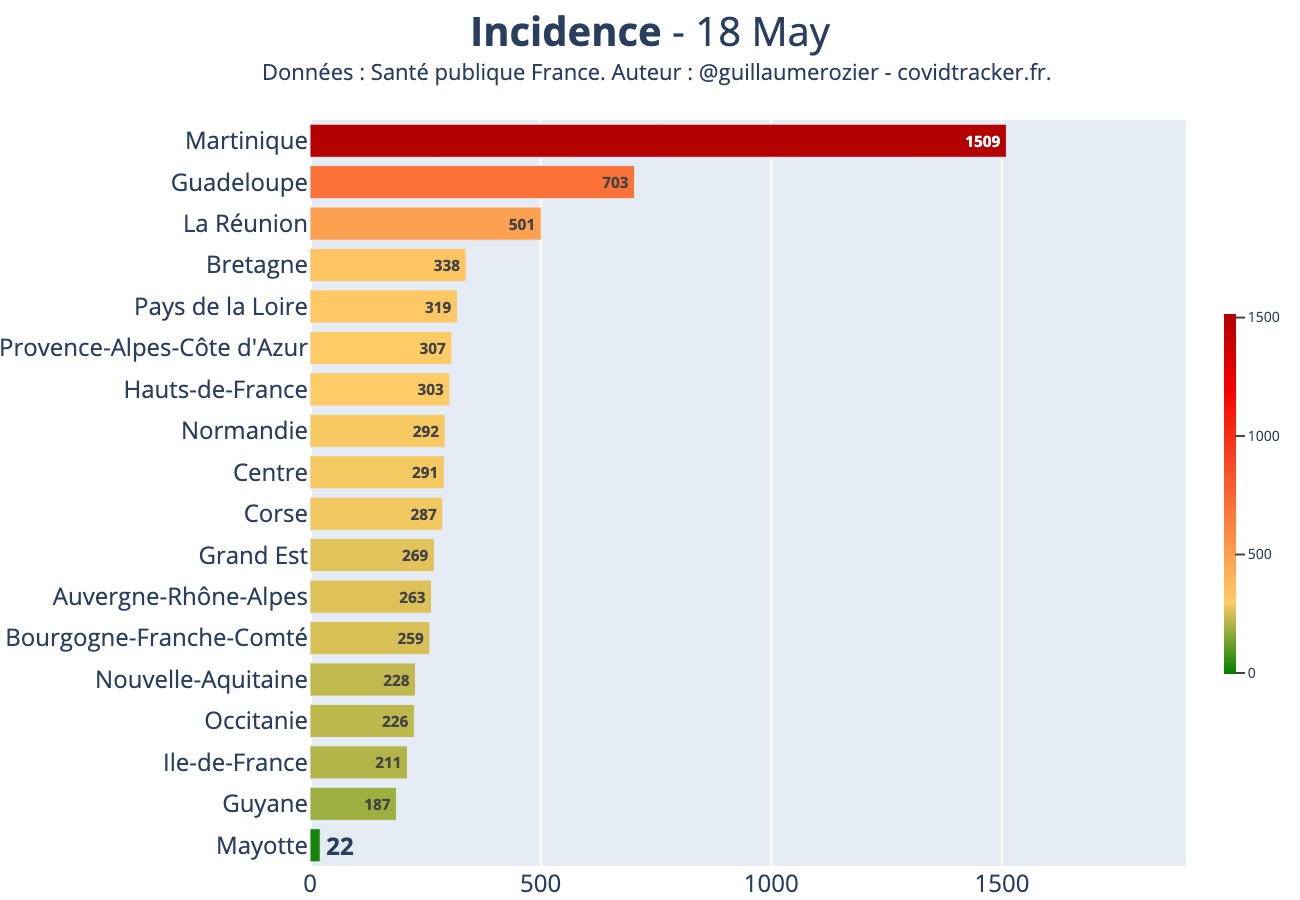 Incidence - 18 May
Données : Santé publique France. Auteur : @guillaumerozier - covidtracker.fr.
Martinique 1509
Guadeloupe 703
La Réunion 501
Bretagne 338
Pays de la Loire 319
Provence-Alpes-Côte d'Azur 307
Hauts-de-France 303
Normandie 292
Centre 291
Corse 287
Grand Est 269
Auvergne-Rhône-Alpes 263
Bourgogne-Franche-Comté 259
Nouvelle-Aquitaine 228
Occitanie 226
Ile-de-France 211
Guyane 187
Mayotte 22
0 500 1000 1500
1500
1000
500
0